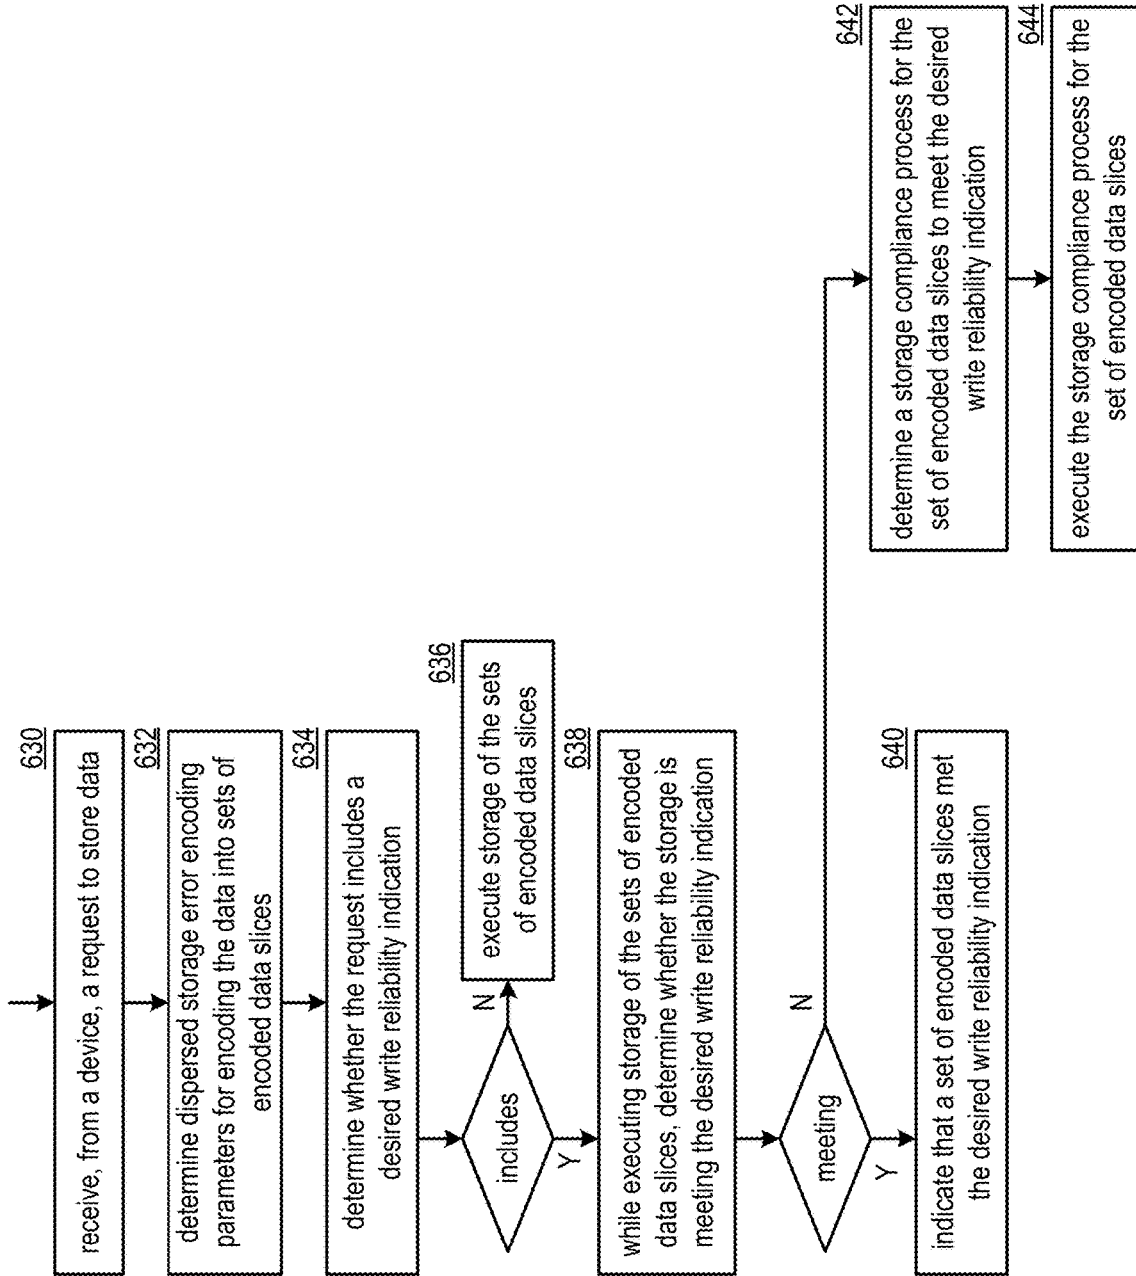 630
receive, from a device, a request to store data
632
determine dispersed storage error encoding
parameters for encoding the data into sets of
encoded data slices
634
determine whether the request includes a
desired write reliability indication
includes
N
Y
636
execute storage of the sets
of encoded data slices
638
while executing storage of the sets of encoded
data slices, determine whether the storage is
meeting the desired write reliability indication
meeting
N
Y
640
indicate that a set of encoded data slices met
the desired write reliability indication
642
determine a storage compliance process for the
set of encoded data slices to meet the desired
write reliability indication
644
execute the storage compliance process for the
set of encoded data slices